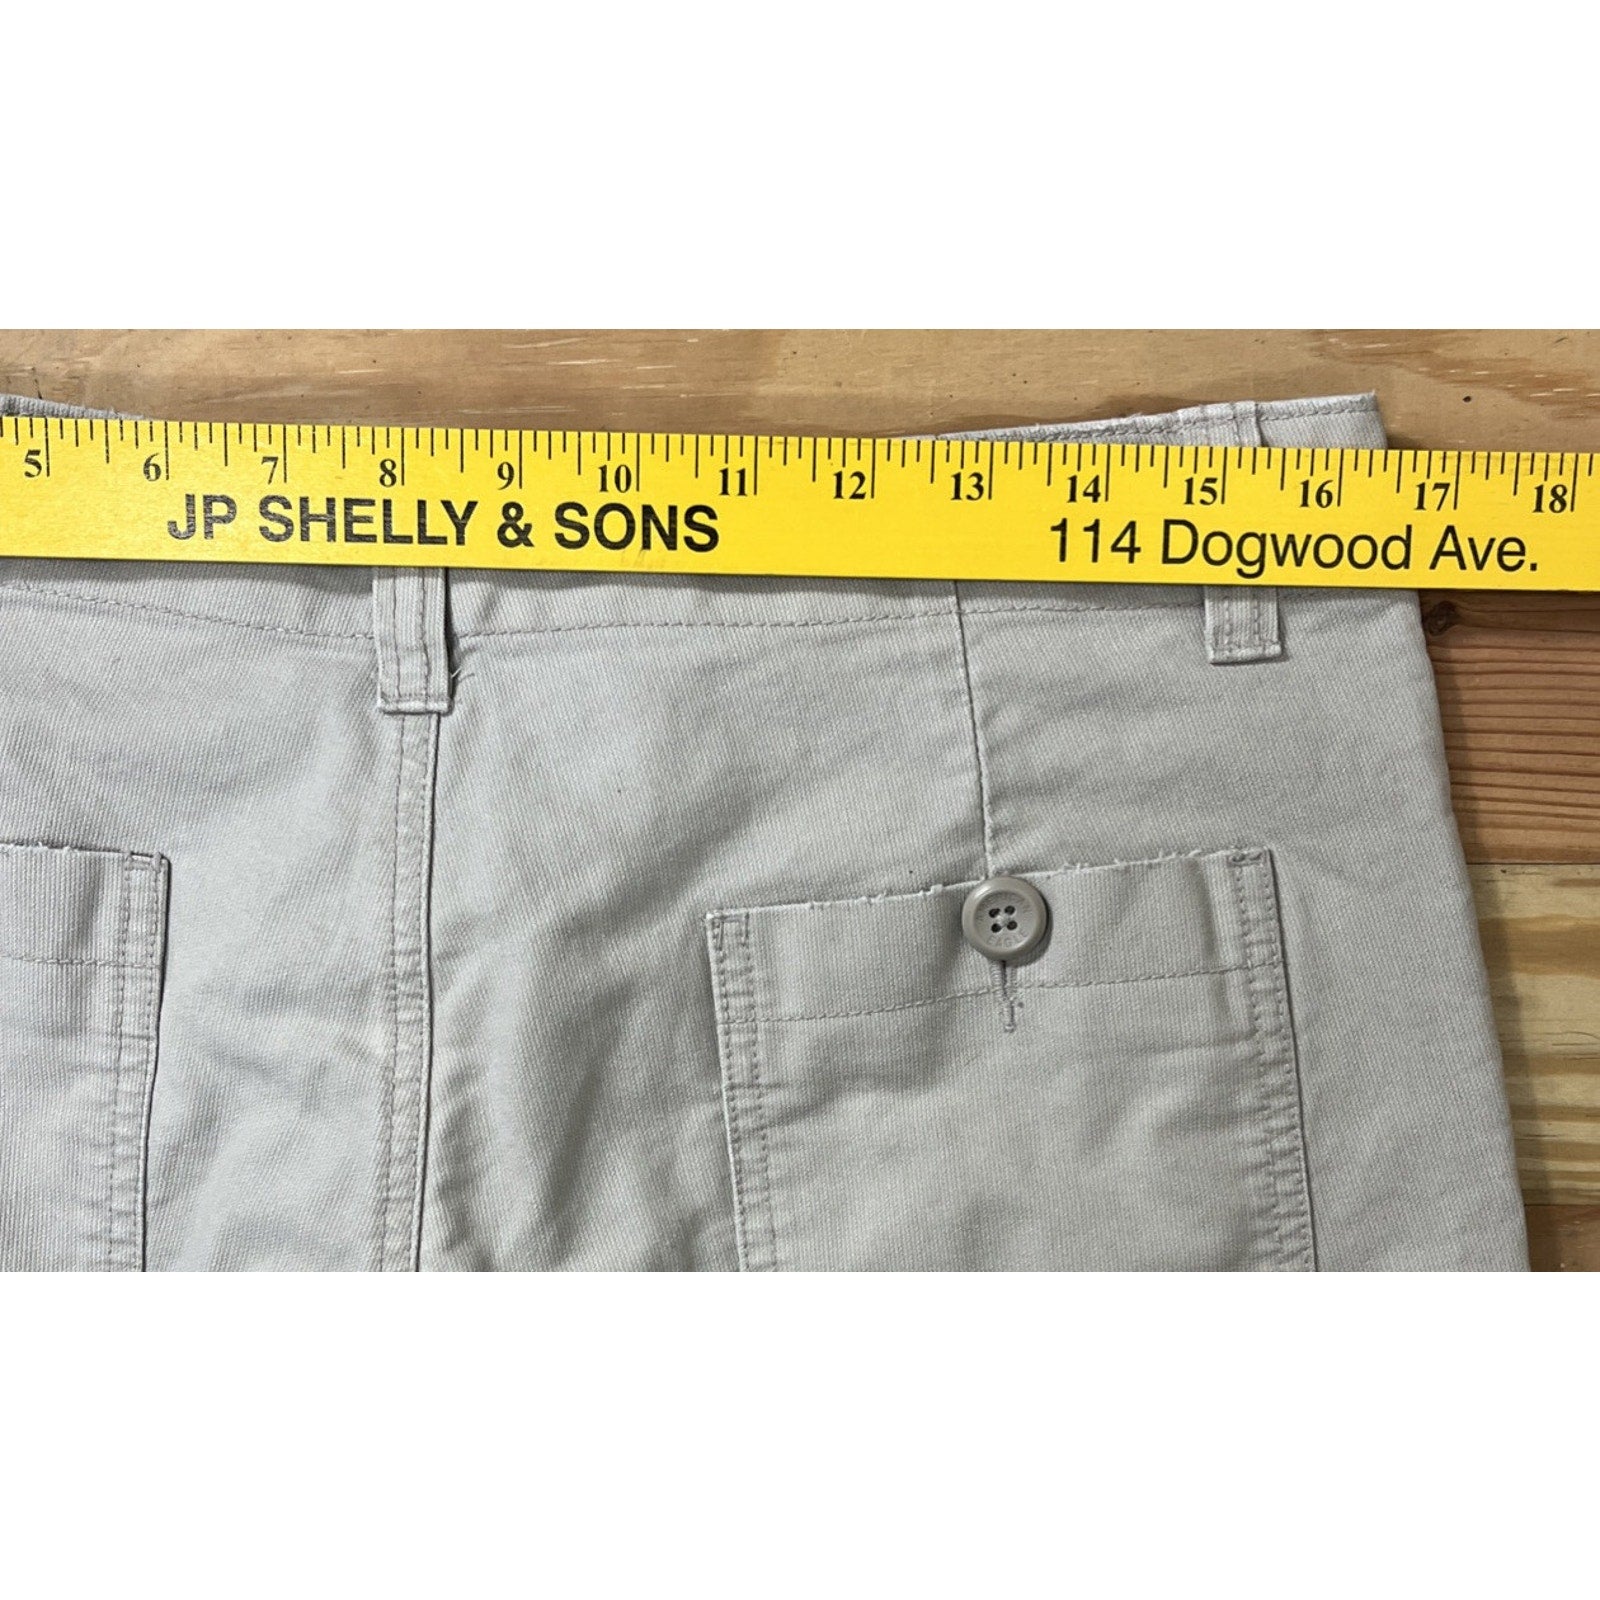 5 6 7 8 9 10 11 12 13 14 15 16 17 18
JP SHELLY & SONS 114 Dogwood Ave.
EAGLE